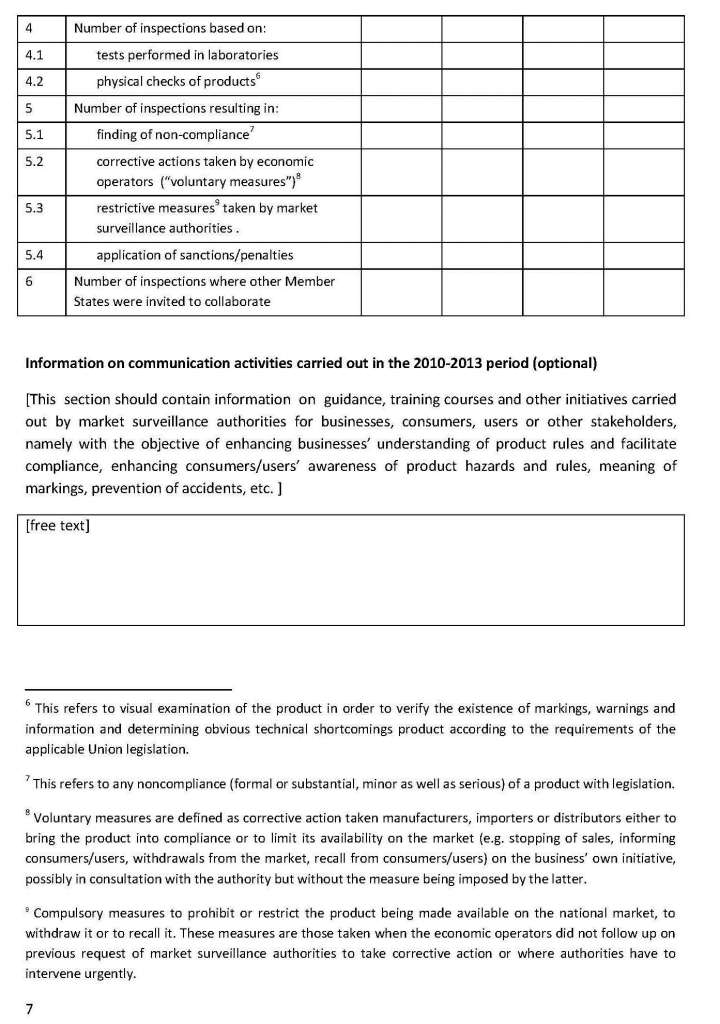 4 Number of inspections based on:
4.1 tests performed in laboratories
4.2 physical checks of products6
5 Number of inspections resulting in:
5.1 finding of non-compliance7
5.2 corrective actions taken by economic
operators ("voluntary measures")8
5.3 restrictive measures9 taken by market
surveillance authorities .
5.4 application of sanctions/penalties
6 Number of inspections where other Member
States were invited to collaborate
Information on communication activities carried out in the 2010-2013 period (optional)
[This section should contain information on guidance, training courses and other initiatives carried
out by market surveillance authorities for businesses, consumers, users or other stakeholders,
namely with the objective of enhancing businesses' understanding of product rules and facilitate
compliance, enhancing consumers/users' awareness of product hazards and rules, meaning of
markings, prevention of accidents, etc. ]
[free text]
6 This refers to visual examination of the product in order to verify the existence of markings, warnings and
information and determining obvious technical shortcomings product according to the requirements of the
applicable Union legislation.
7 This refers to any noncompliance (formal or substantial, minor as well as serious) of a product with legislation.
8 Voluntary measures are defined as corrective action taken manufacturers, importers or distributors either to
bring the product into compliance or to limit its availability on the market (e.g. stopping of sales, informing
consumers/users, withdrawals from the market, recall from consumers/users) on the business' own initiative,
possibly in consultation with the authority but without the measure being imposed by the latter.
9 Compulsory measures to prohibit or restrict the product being made available on the national market, to
withdraw it or to recall it. These measures are those taken when the economic operators did not follow up on
previous request of market surveillance authorities to take corrective action or where authorities have to
intervene urgently.
7